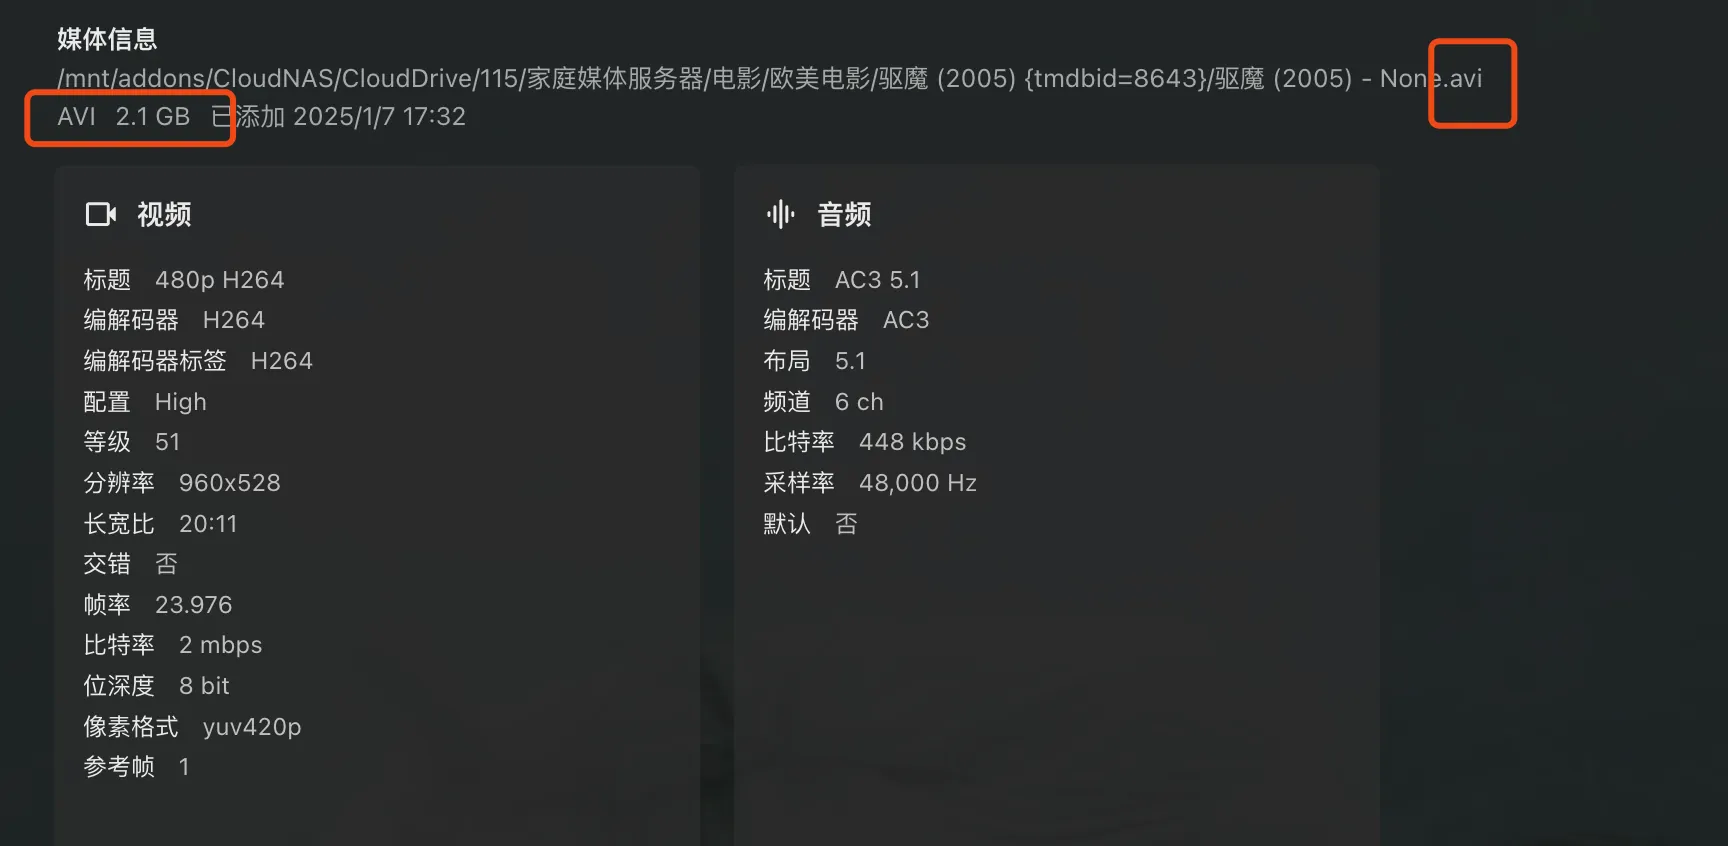 媒体信息
/mnt/addons/CloudNAS/CloudDrive/115/家庭媒体服务器/电影/欧美电影/驱魔 (2005) {tmdbid=8643}/驱魔 (2005) - None.avi
AVI 2.1 GB 已添加 2025/1/7 17:32
视频
标题 480p H264
编解码器 H264
编解码器标签 H264
配置 High
等级 51
分辨率 960x528
长宽比 20:11
交错 否
帧率 23.976
比特率 2 mbps
位深度 8 bit
像素格式 yuv420p
参考帧 1
音频
标题 AC3 5.1
编解码器 AC3
布局 5.1
频道 6 ch
比特率 448 kbps
采样率 48,000 Hz
默认 否